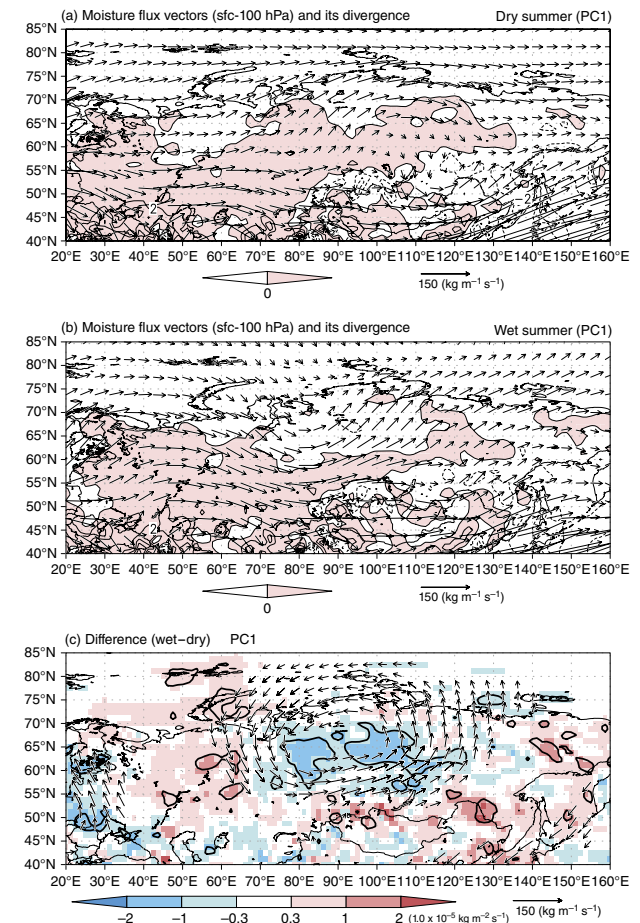 (a) Moisture flux vectors (sfc-100 hPa) and its divergence Dry summer (PC1)
85°N
80°N
75°N
70°N
65°N
60°N
55°N
50°N
45°N
40°N
2
2
20°E 30°E 40°E 50°E 60°E 70°E 80°E 90°E 100°E 110°E 120°E 130°E 140°E 150°E 160°E
0
150 (kg m⁻¹ s⁻¹)
(b) Moisture flux vectors (sfc-100 hPa) and its divergence Wet summer (PC1)
85°N
80°N
75°N
70°N
65°N
60°N
55°N
50°N
45°N
40°N
2
20°E 30°E 40°E 50°E 60°E 70°E 80°E 90°E 100°E 110°E 120°E 130°E 140°E 150°E 160°E
0
150 (kg m⁻¹ s⁻¹)
(c) Difference (wet−dry) PC1
85°N
80°N
75°N
70°N
65°N
60°N
55°N
50°N
45°N
40°N
20°E 30°E 40°E 50°E 60°E 70°E 80°E 90°E 100°E 110°E 120°E 130°E 140°E 150°E 160°E
−2 −1 −0.3 0.3 1 2 (1.0 x 10⁻⁵ kg m⁻² s⁻¹)
150 (kg m⁻¹ s⁻¹)